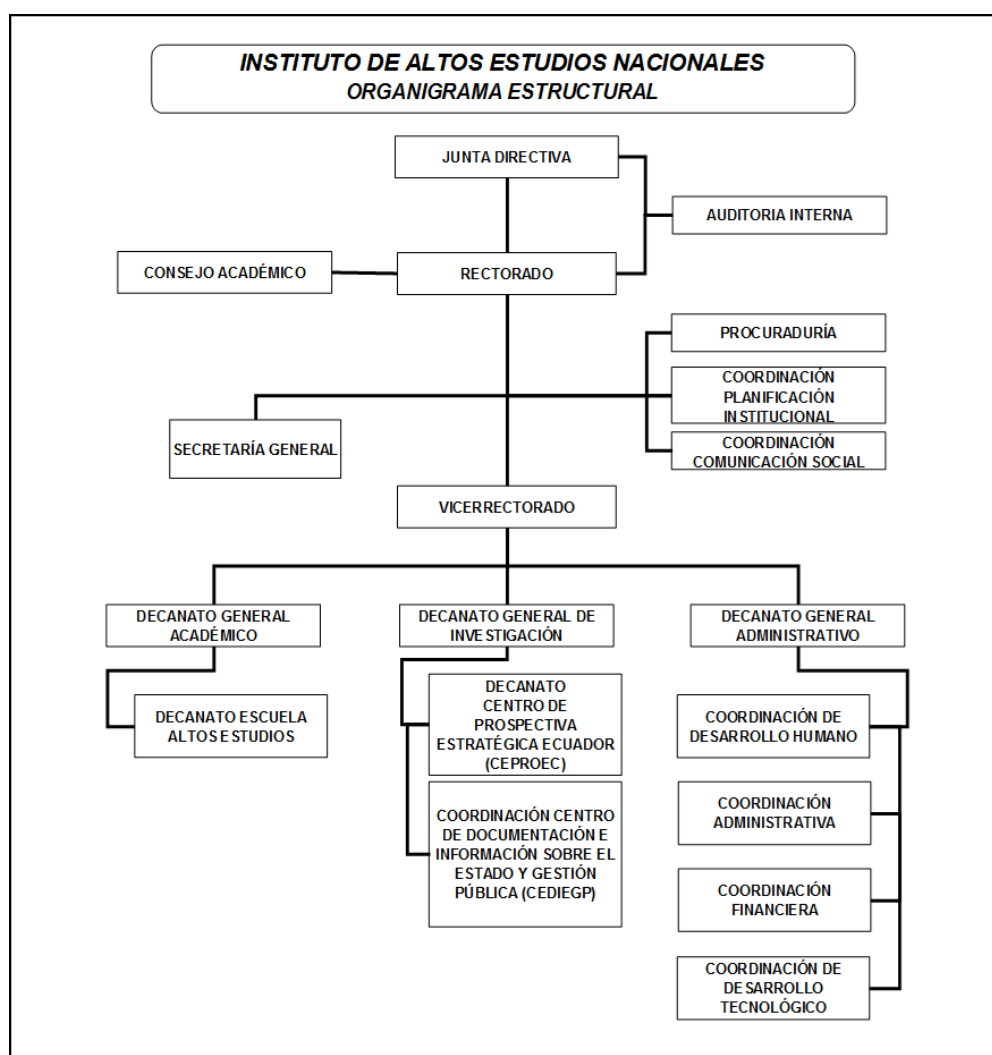 INSTITUTO DE ALTOS ESTUDIOS NACIONALES
ORGANIGRAMA ESTRUCTURAL
JUNTA DIRECTIVA
AUDITORIA INTERNA
CONSEJO ACADÉMICO
RECTORADO
PROCURADURÍA
COORDINACIÓN
PLANIFICACIÓN
INSTITUCIONAL
SECRETARÍA GENERAL
COORDINACIÓN
COMUNICACIÓN SOCIAL
VICERRECTORADO
DECANATO GENERAL
ACADÉMICO
DECANATO GENERAL DE
INVESTIGACIÓN
DECANATO GENERAL
ADMINISTRATIVO
DECANATO ESCUELA
ALTOS ESTUDIOS
DECANATO
CENTRO DE
PROSPECTIVA
ESTRATÉGICA ECUADOR
(CEPROEC)
COORDINACIÓN CENTRO
DE DOCUMENTACIÓN E
INFORMACIÓN SOBRE EL
ESTADO Y GESTIÓN
PÚBLICA (CEDIEGP)
COORDINACIÓN DE
DESARROLLO HUMANO
COORDINACIÓN
ADMINISTRATIVA
COORDINACIÓN
FINANCIERA
COORDINACIÓN DE
DESARROLLO
TECNOLÓGICO